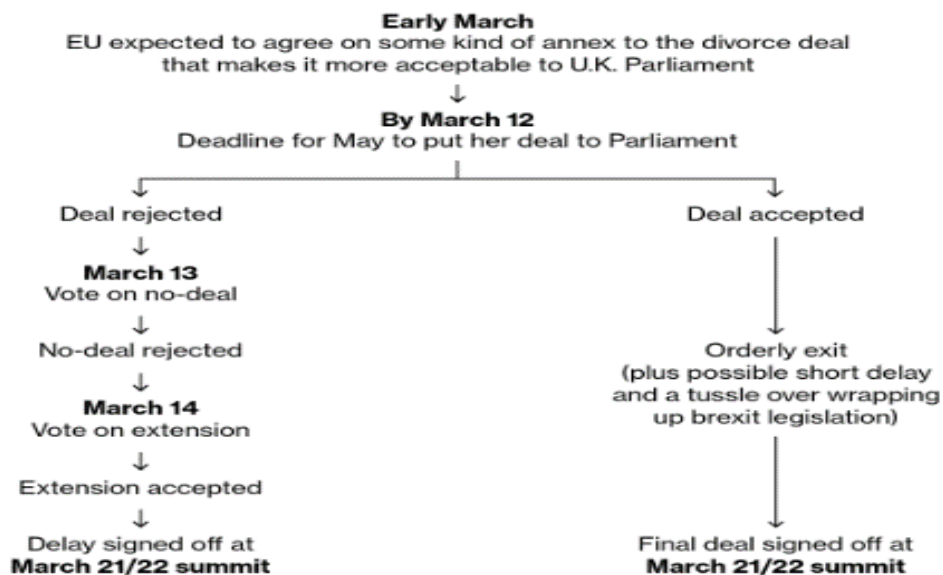 Early March
EU expected to agree on some kind of annex to the divorce deal
that makes it more acceptable to U.K. Parliament
By March 12
Deadline for May to put her deal to Parliament
Deal rejected
March 13
Vote on no-deal
No-deal rejected
March 14
Vote on extension
Extension accepted
Delay signed off at
March 21/22 summit
Deal accepted
Orderly exit
(plus possible short delay
and a tussle over wrapping
up brexit legislation)
Final deal signed off at
March 21/22 summit